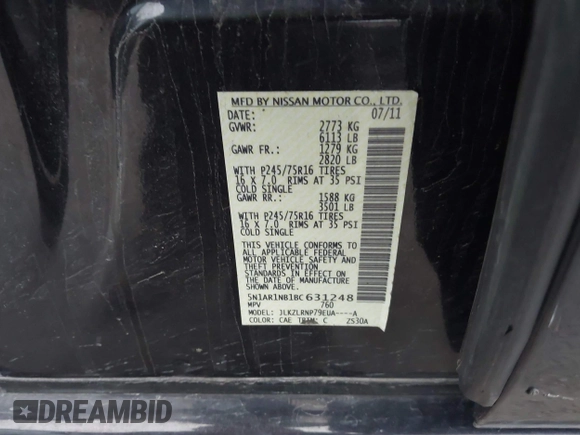 MFD BY NISSAN MOTOR CO., LTD.
DATE: 07/11
GVWR: 2773 KG
6113 LB
GAWR FR.: 1279 KG
2820 LB
WITH P245/75R16 TIRES
16 X 7.0 RIMS AT 35 PSI
COLD SINGLE
GAWR RR.: 1588 KG
3501 LB
WITH P245/75R16 TIRES
16 X 7.0 RIMS AT 35 PSI
COLD SINGLE
THIS VEHICLE CONFORMS TO
ALL APPLICABLE FEDERAL
MOTOR VEHICLE SAFETY AND
THEFT PREVENTION
STANDARDS IN EFFECT ON
THE DATE OF MANUFACTURE
5N1AR1NB1BC631248
MPV 760
MODEL: JLKZLRNP79EUA----A
COLOR: CAE TRIM: C ZS30A
DREAMBID